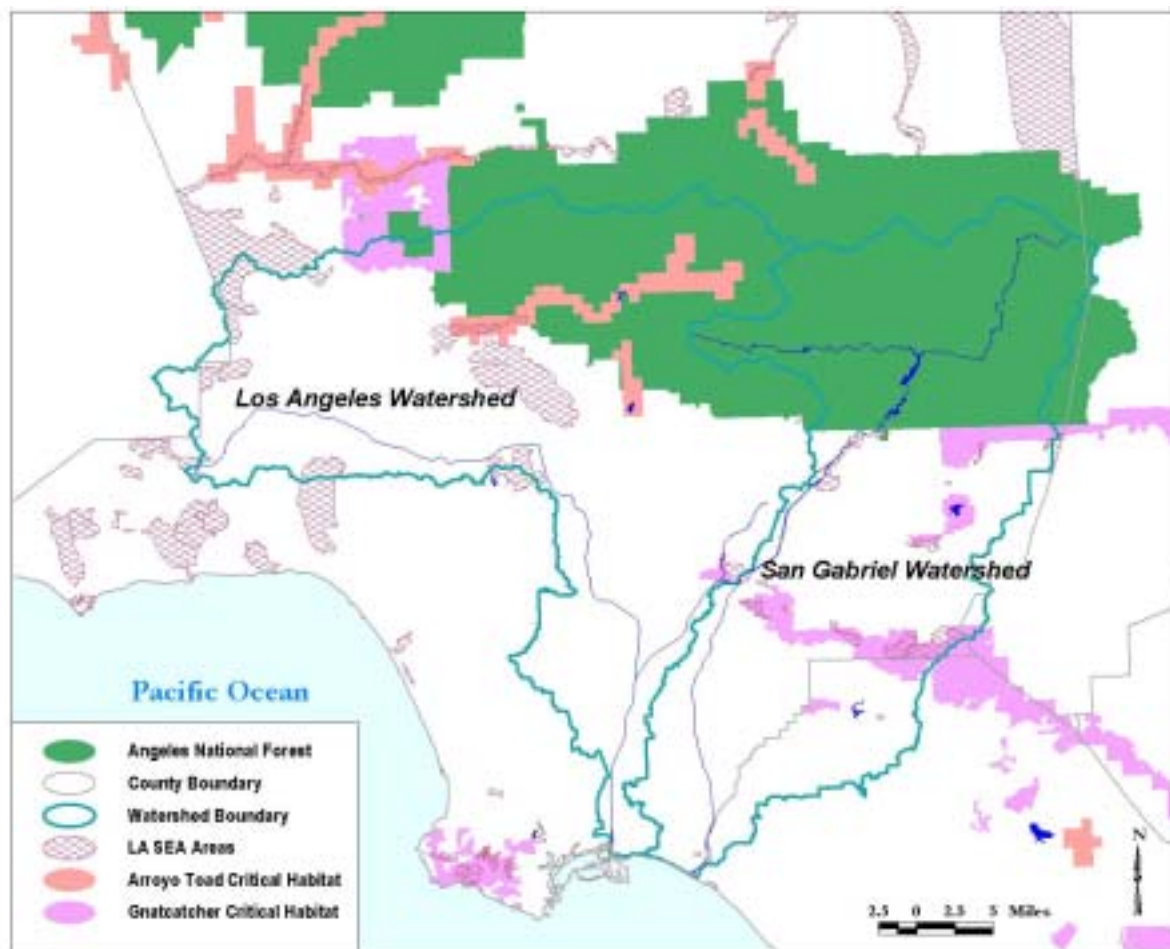 Los Angeles Watershed
San Gabriel Watershed
Pacific Ocean
Angeles National Forest
County Boundary
Watershed Boundary
LA SEA Areas
Arroyo Toad Critical Habitat
Gnatcatcher Critical Habitat
N
2.5 0 2.5 5 Miles